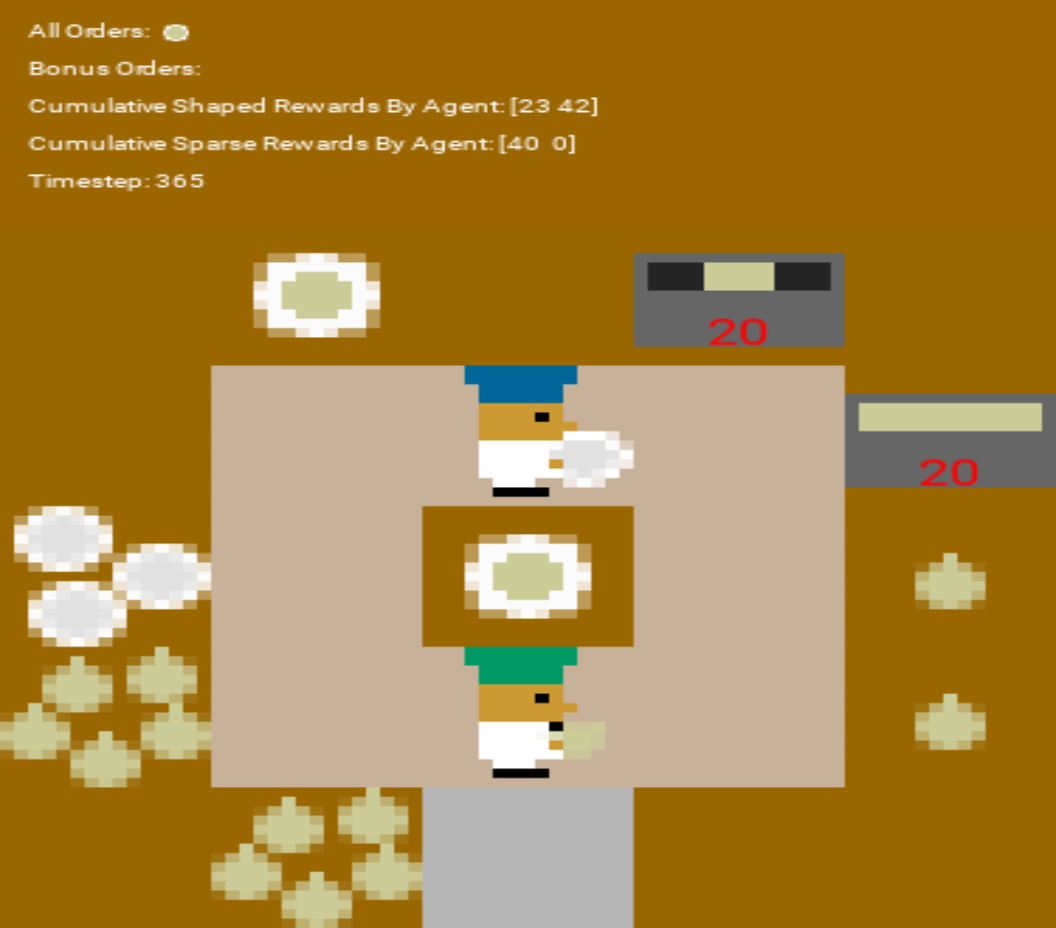 All Orders:
Bonus Orders:
Cumulative Shaped Rewards By Agent: [23 42]
Cumulative Sparse Rewards By Agent: [40  0]
Timestep: 365
20
20